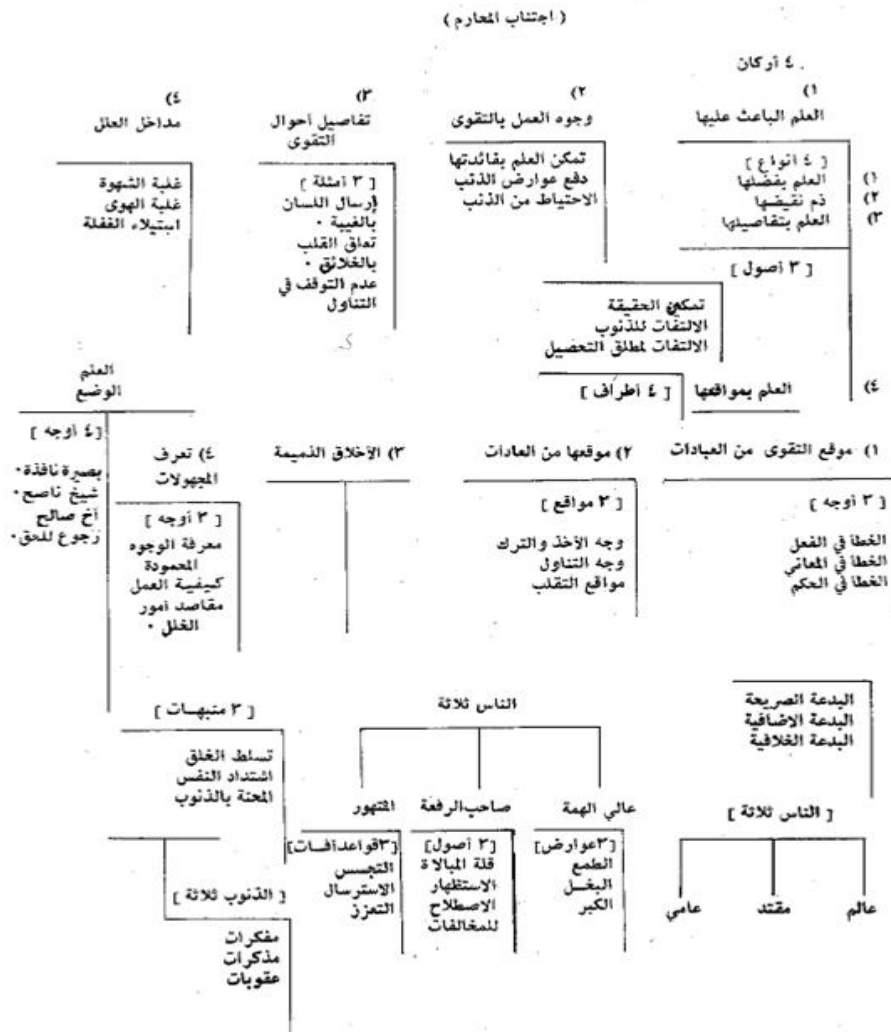 ( اجتناب المحارم )
٤ أركان
١)
العلم الباعث عليها
[ ٤ أنواع ]
١) العلم بفضلها
٢) ذم نقيضها
٣) العلم بتفاصيلها
[ ٣ أصول ]
تمكين الحقيقة
الالتفات للذنوب
الالتفات لمطلق التحصيل
٤) العلم بمواقعها [ ٤ أطراف ]
٢)
وجوه العمل بالتقوى
تمكن العلم بفائدتها
دفع عوارض الذنب
الاحتياط من الذنب
٣)
تفاصيل أحوال
التقوى
[ ٣ أمثلة ]
إرسال اللسان
بالغيبة •
تعلق القلب
بالخلائق •
عدم التوقف في
التناول
٤)
مداخل العلل
غلبة الشهوة
غلبة الهوى
استيلاء الغفلة
١) موقع التقوى من العبادات
[ ٣ أوجه ]
الخطأ في الفعل
الخطأ في المعاني
الخطأ في الحكم
البدعة الصريحة
البدعة الاضافية
البدعة الخلافية
[ الناس ثلاثة ]
عالم
مقتد
عامي
٢) موقعها من العادات
[ ٣ مواقع ]
وجه الأخذ والترك
وجه التناول
مواقع التقلب
٣) الأخلاق الذميمة
الناس ثلاثة
عالي الهمة
[ ٣ عوارض ]
الطمع
البخل
الكبر
صاحب الرفعة
[ ٣ أصول ]
قلة المبالاة
الاستظهار
الاصطلاح
للمخالفات
المتهور
[ ٣ قواعد آفات ]
التجسس
الاسترسال
التعزز
٤) تعرف
المجهولات
[ ٣ أوجه ]
معرفة الوجوه
المحمودة
كيفية العمل
مقاصد أمور
الخلل •
العلم
الوضع
[ ٤ أوجه ]
بصيرة نافذة •
شيخ ناصح •
أخ صالح
رجوع للحق •
[ ٣ منبهات ]
تسلط الخلق
اشتداد النفس
المحنة بالذنوب
[ الذنوب ثلاثة ]
مفكرات
مذكرات
عقوبات